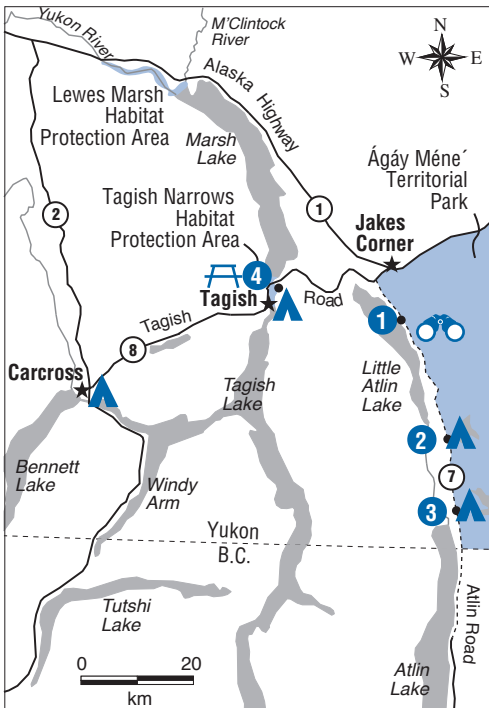 Yukon River
M'Clintock
River
N
W
E
S
Alaska Highway
Lewes Marsh
Habitat
Protection Area
Marsh
Lake
Ágáy Méne´
Territorial
Park
2
Tagish Narrows
Habitat
Protection Area
1
Jakes
Corner
4
Tagish
Tagish Road
1
8
Carcross
Little
Atlin
Lake
Tagish
Lake
2
Bennett
Lake
Windy
Arm
7
3
Yukon
B.C.
Tutshi
Lake
Atlin Road
0 20
km
Atlin
Lake